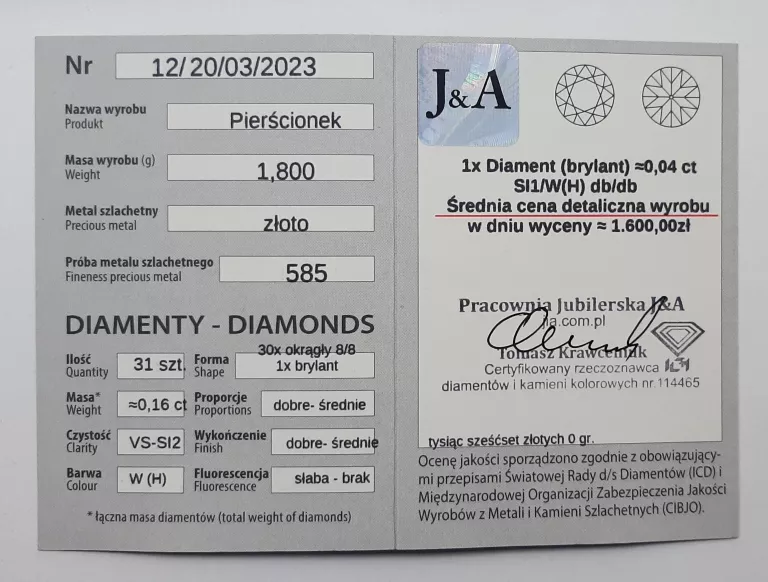 Nr 12/20/03/2023
Nazwa wyrobu
Produkt
Pierścionek
Masa wyrobu (g)
Weight
1,800
Metal szlachetny
Precious metal
złoto
Próba metalu szlachetnego
Fineness precious metal
585
DIAMENTY - DIAMONDS
Ilość
Quantity
31 szt.
Forma
Shape
30x okrągły 8/8
1x brylant
Masa*
Weight
≈0,16 ct
Proporcje
Proportions
dobre- średnie
Czystość
Clarity
VS-SI2
Wykończenie
Finish
dobre- średnie
Barwa
Colour
W (H)
Fluorescencja
Fluorescence
słaba - brak
* łączna masa diamentów (total weight of diamonds)
J&A
1x Diament (brylant) ≈0,04 ct
SI1/W(H) db/db
Średnia cena detaliczna wyrobu
w dniu wyceny ≈ 1.600,00zł
Pracownia Jubilerska J&A
jia.com.pl
Tomasz Krawczniuk
Certyfikowany rzeczoznawca
diamentów i kamieni kolorowych nr.114465
tysiąc sześćset złotych 0 gr.
Ocenę jakości sporządzono zgodnie z obowiązujący-
mi przepisami Światowej Rady d/s Diamentów (ICD) i
Międzynarodowej Organizacji Zabezpieczenia Jakości
Wyrobów z Metali i Kamieni Szlachetnych (CIBJO).